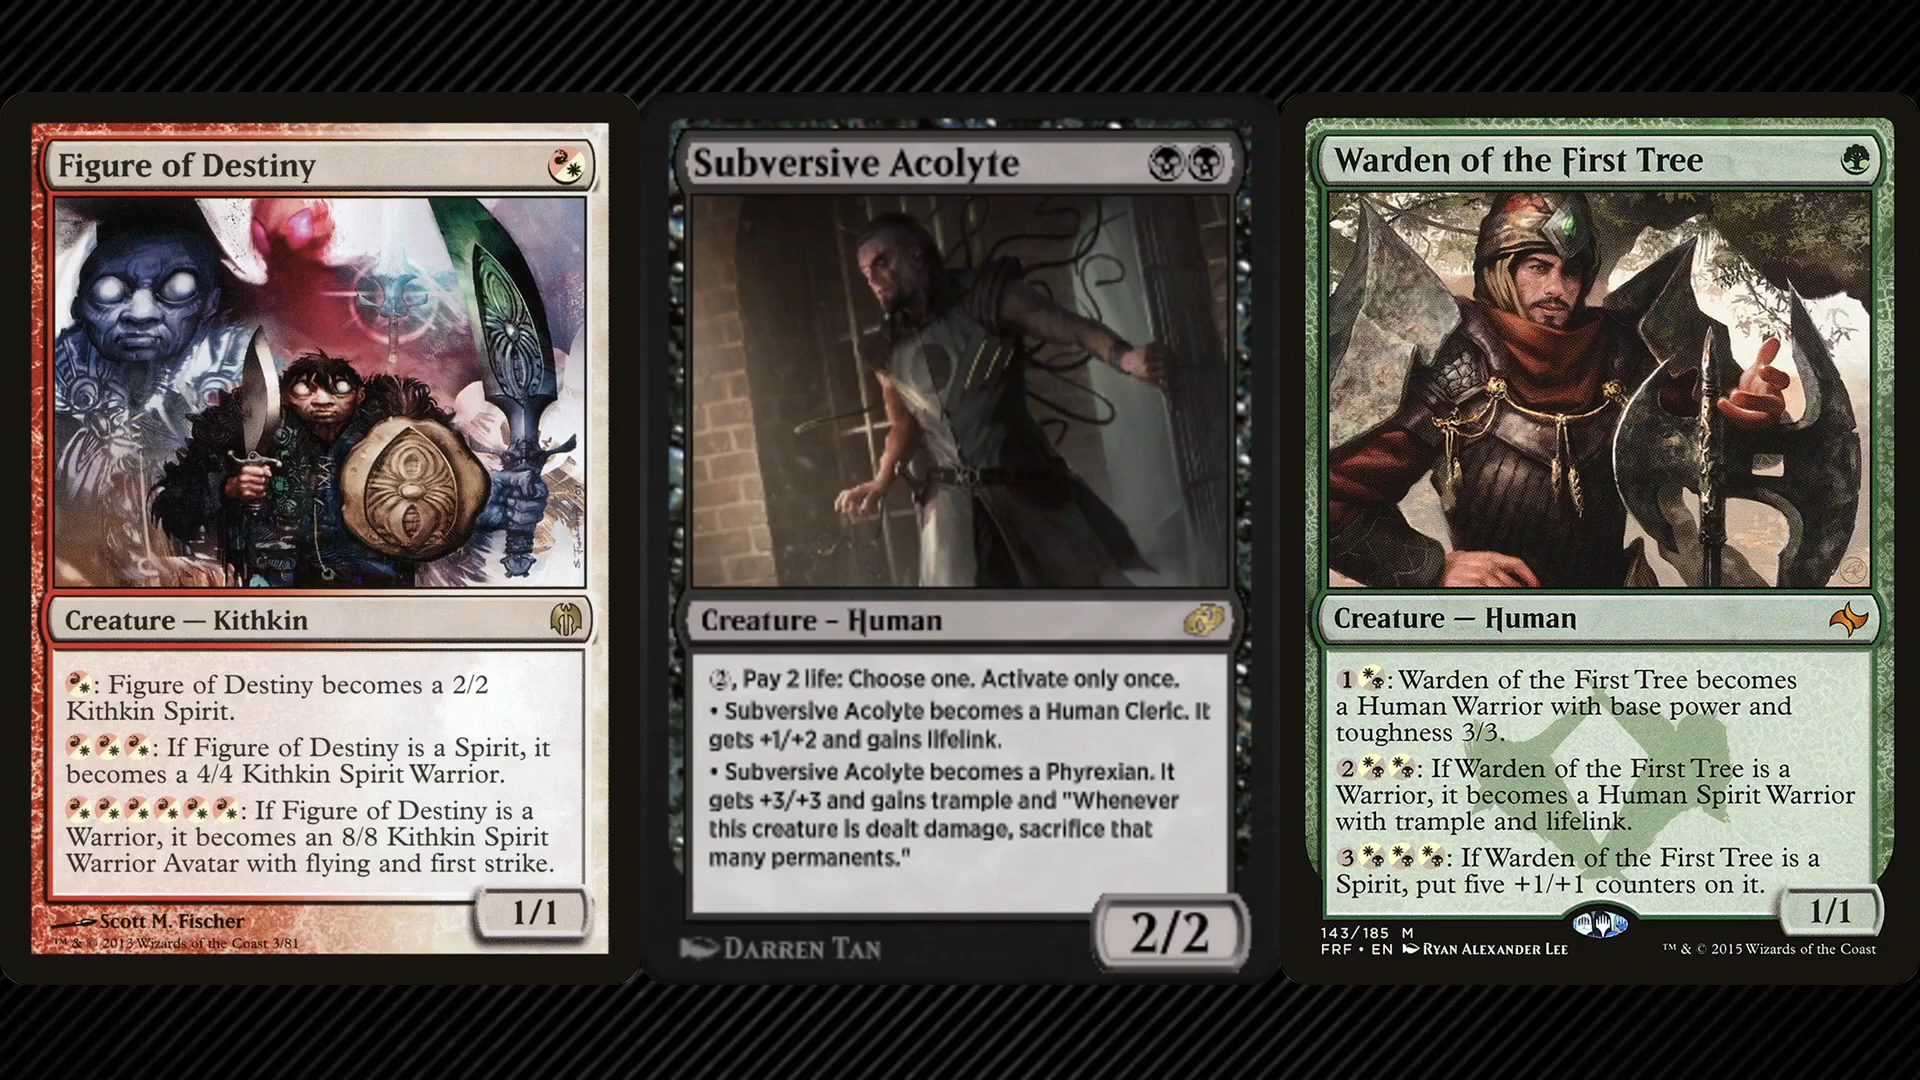 Figure of Destiny
Creature — Kithkin
: Figure of Destiny becomes a 2/2
Kithkin Spirit.
: If Figure of Destiny is a Spirit, it
becomes a 4/4 Kithkin Spirit Warrior.
: If Figure of Destiny is a
Warrior, it becomes an 8/8 Kithkin Spirit
Warrior Avatar with flying and first strike.
1/1
Scott M. Fischer
™ & © 2013 Wizards of the Coast 3/81
Subversive Acolyte
Creature – Human
2, Pay 2 life: Choose one. Activate only once.
• Subversive Acolyte becomes a Human Cleric. It
gets +1/+2 and gains lifelink.
• Subversive Acolyte becomes a Phyrexian. It
gets +3/+3 and gains trample and "Whenever
this creature is dealt damage, sacrifice that
many permanents."
2/2
Darren Tan
Warden of the First Tree
Creature — Human
1 : Warden of the First Tree becomes
a Human Warrior with base power and
toughness 3/3.
2 : If Warden of the First Tree is a
Warrior, it becomes a Human Spirit Warrior
with trample and lifelink.
3 : If Warden of the First Tree is a
Spirit, put five +1/+1 counters on it.
1/1
143/185 M
FRF • EN Ryan Alexander Lee
™ & © 2015 Wizards of the Coast